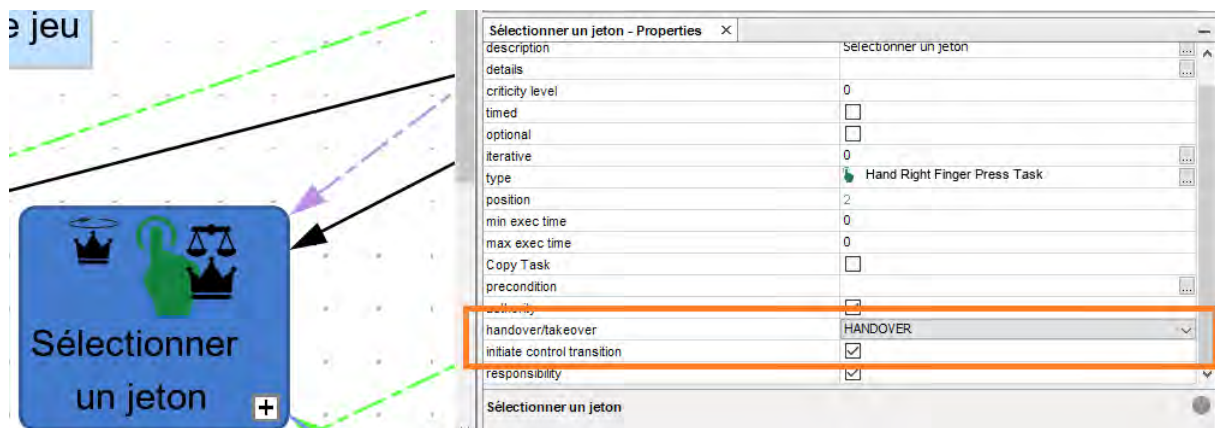 e jeu
Sélectionner
un jeton
Sélectionner un jeton - Properties ×
description Sélectionner un jeton ...
details ...
criticity level 0
timed
optional
iterative 0 ...
type Hand Right Finger Press Task ...
position 2
min exec time 0
max exec time 0
Copy Task
precondition ...
authority
handover/takeover HANDOVER
initiate control transition
responsibility
Sélectionner un jeton